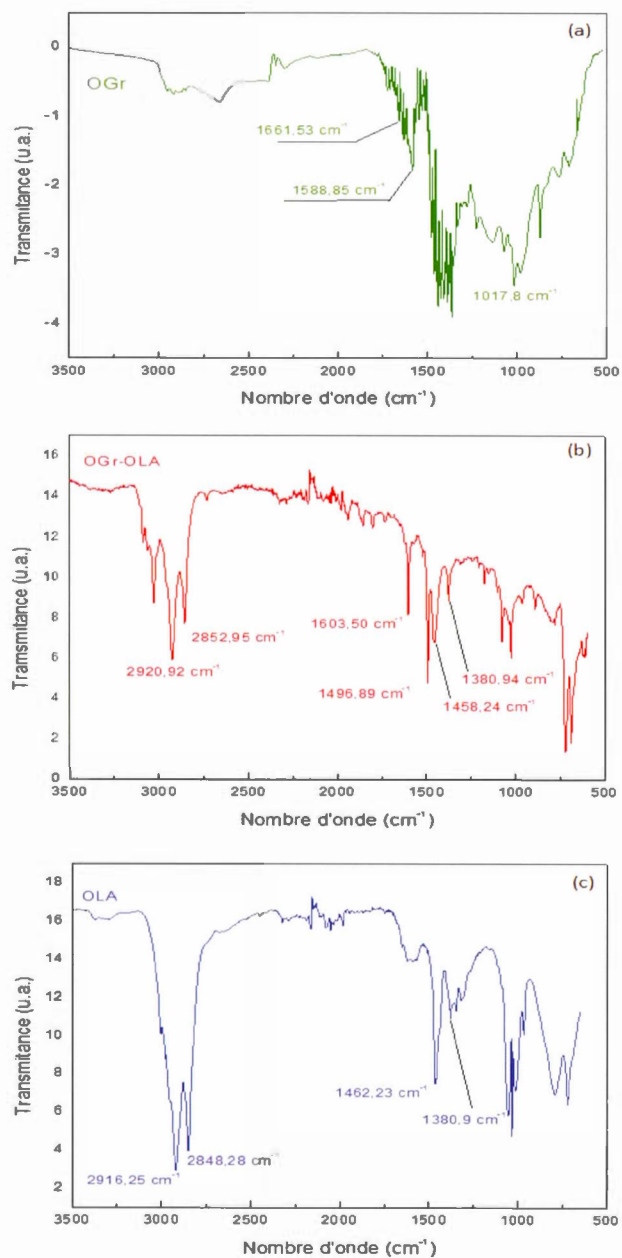 (a)
0
OGr
-1
1661,53 cm⁻¹
-2
1588,85 cm⁻¹
-3
1017,8 cm⁻¹
-4
Transmitance (u.a.)
3500 3000 2500 2000 1500 1000 500
Nombre d'onde (cm⁻¹)
16
(b)
OGr-OLA
14
12
10
8
1603,50 cm⁻¹
2852,95 cm⁻¹
6
2920,92 cm⁻¹
1380,94 cm⁻¹
1496,89 cm⁻¹
4
1458,24 cm⁻¹
2
0
Transmitance (u.a.)
3500 3000 2500 2000 1500 1000 500
Nombre d'onde (cm⁻¹)
18
(c)
OLA
16
14
12
10
8
1462,23 cm⁻¹
6
1380,9 cm⁻¹
4
2848,28 cm⁻¹
2916,25 cm⁻¹
2
Transmitance (u.a.)
3500 3000 2500 2000 1500 1000 500
Nombre d'onde (cm⁻¹)